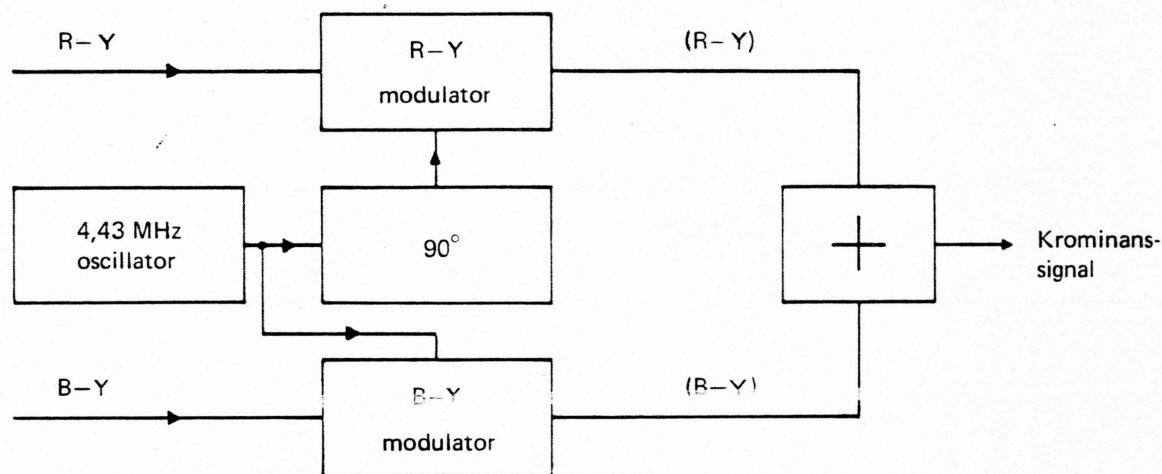 R–Y
R–Y
modulator
(R–Y)
4,43 MHz
oscillator
90°
+
Krominans-
signal
B–Y
B–Y
modulator
(B–Y)